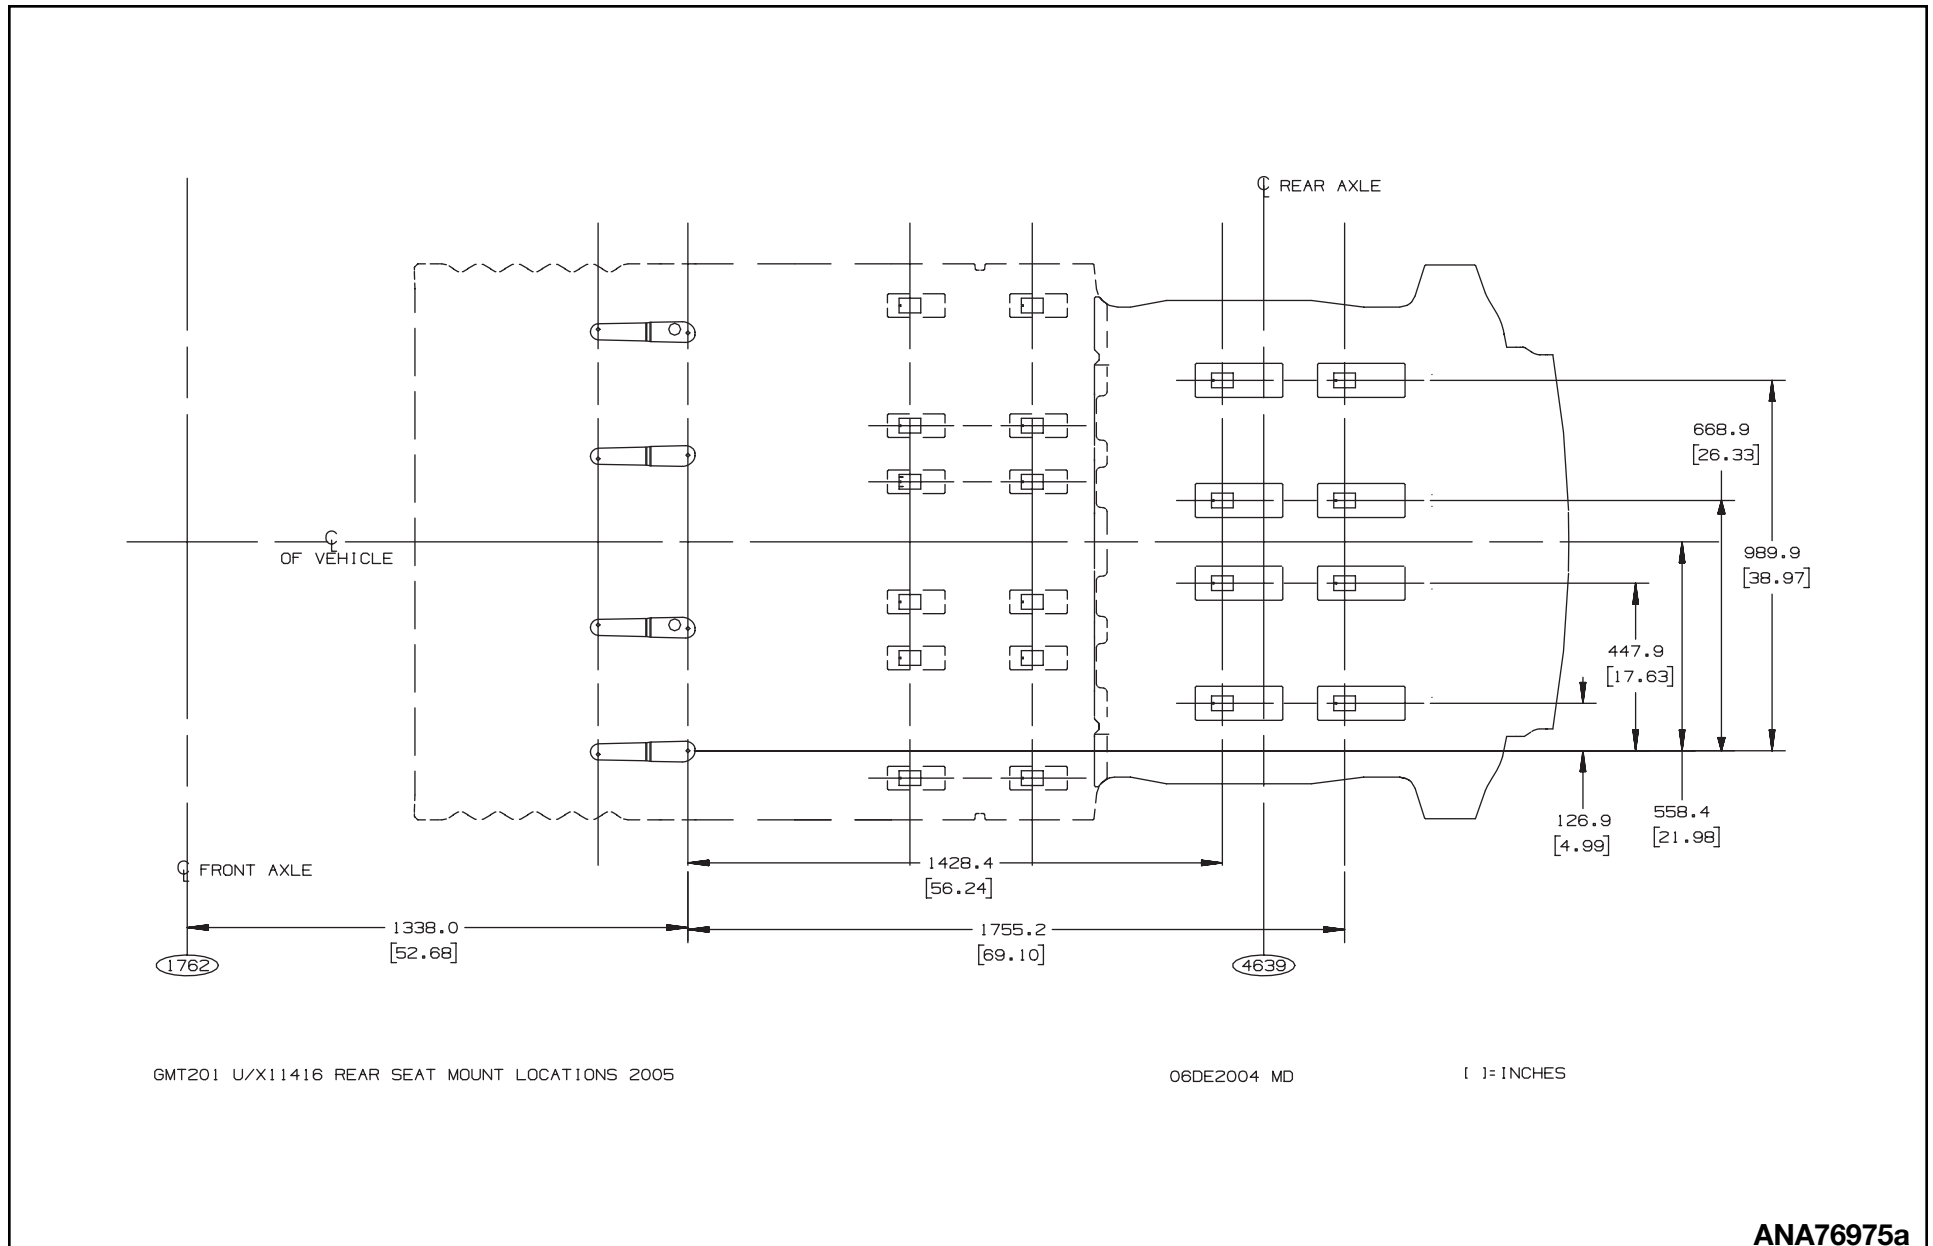 ℄ REAR AXLE
668.9
[26.33]
℄
OF VEHICLE
989.9
[38.97]
447.9
[17.63]
558.4
[21.98]
126.9
[4.99]
℄ FRONT AXLE
1428.4
[56.24]
1338.0
[52.68]
1755.2
[69.10]
1762
4639
GMT201 U/X11416 REAR SEAT MOUNT LOCATIONS 2005
06DE2004 MD
[ ]=INCHES
ANA76975a